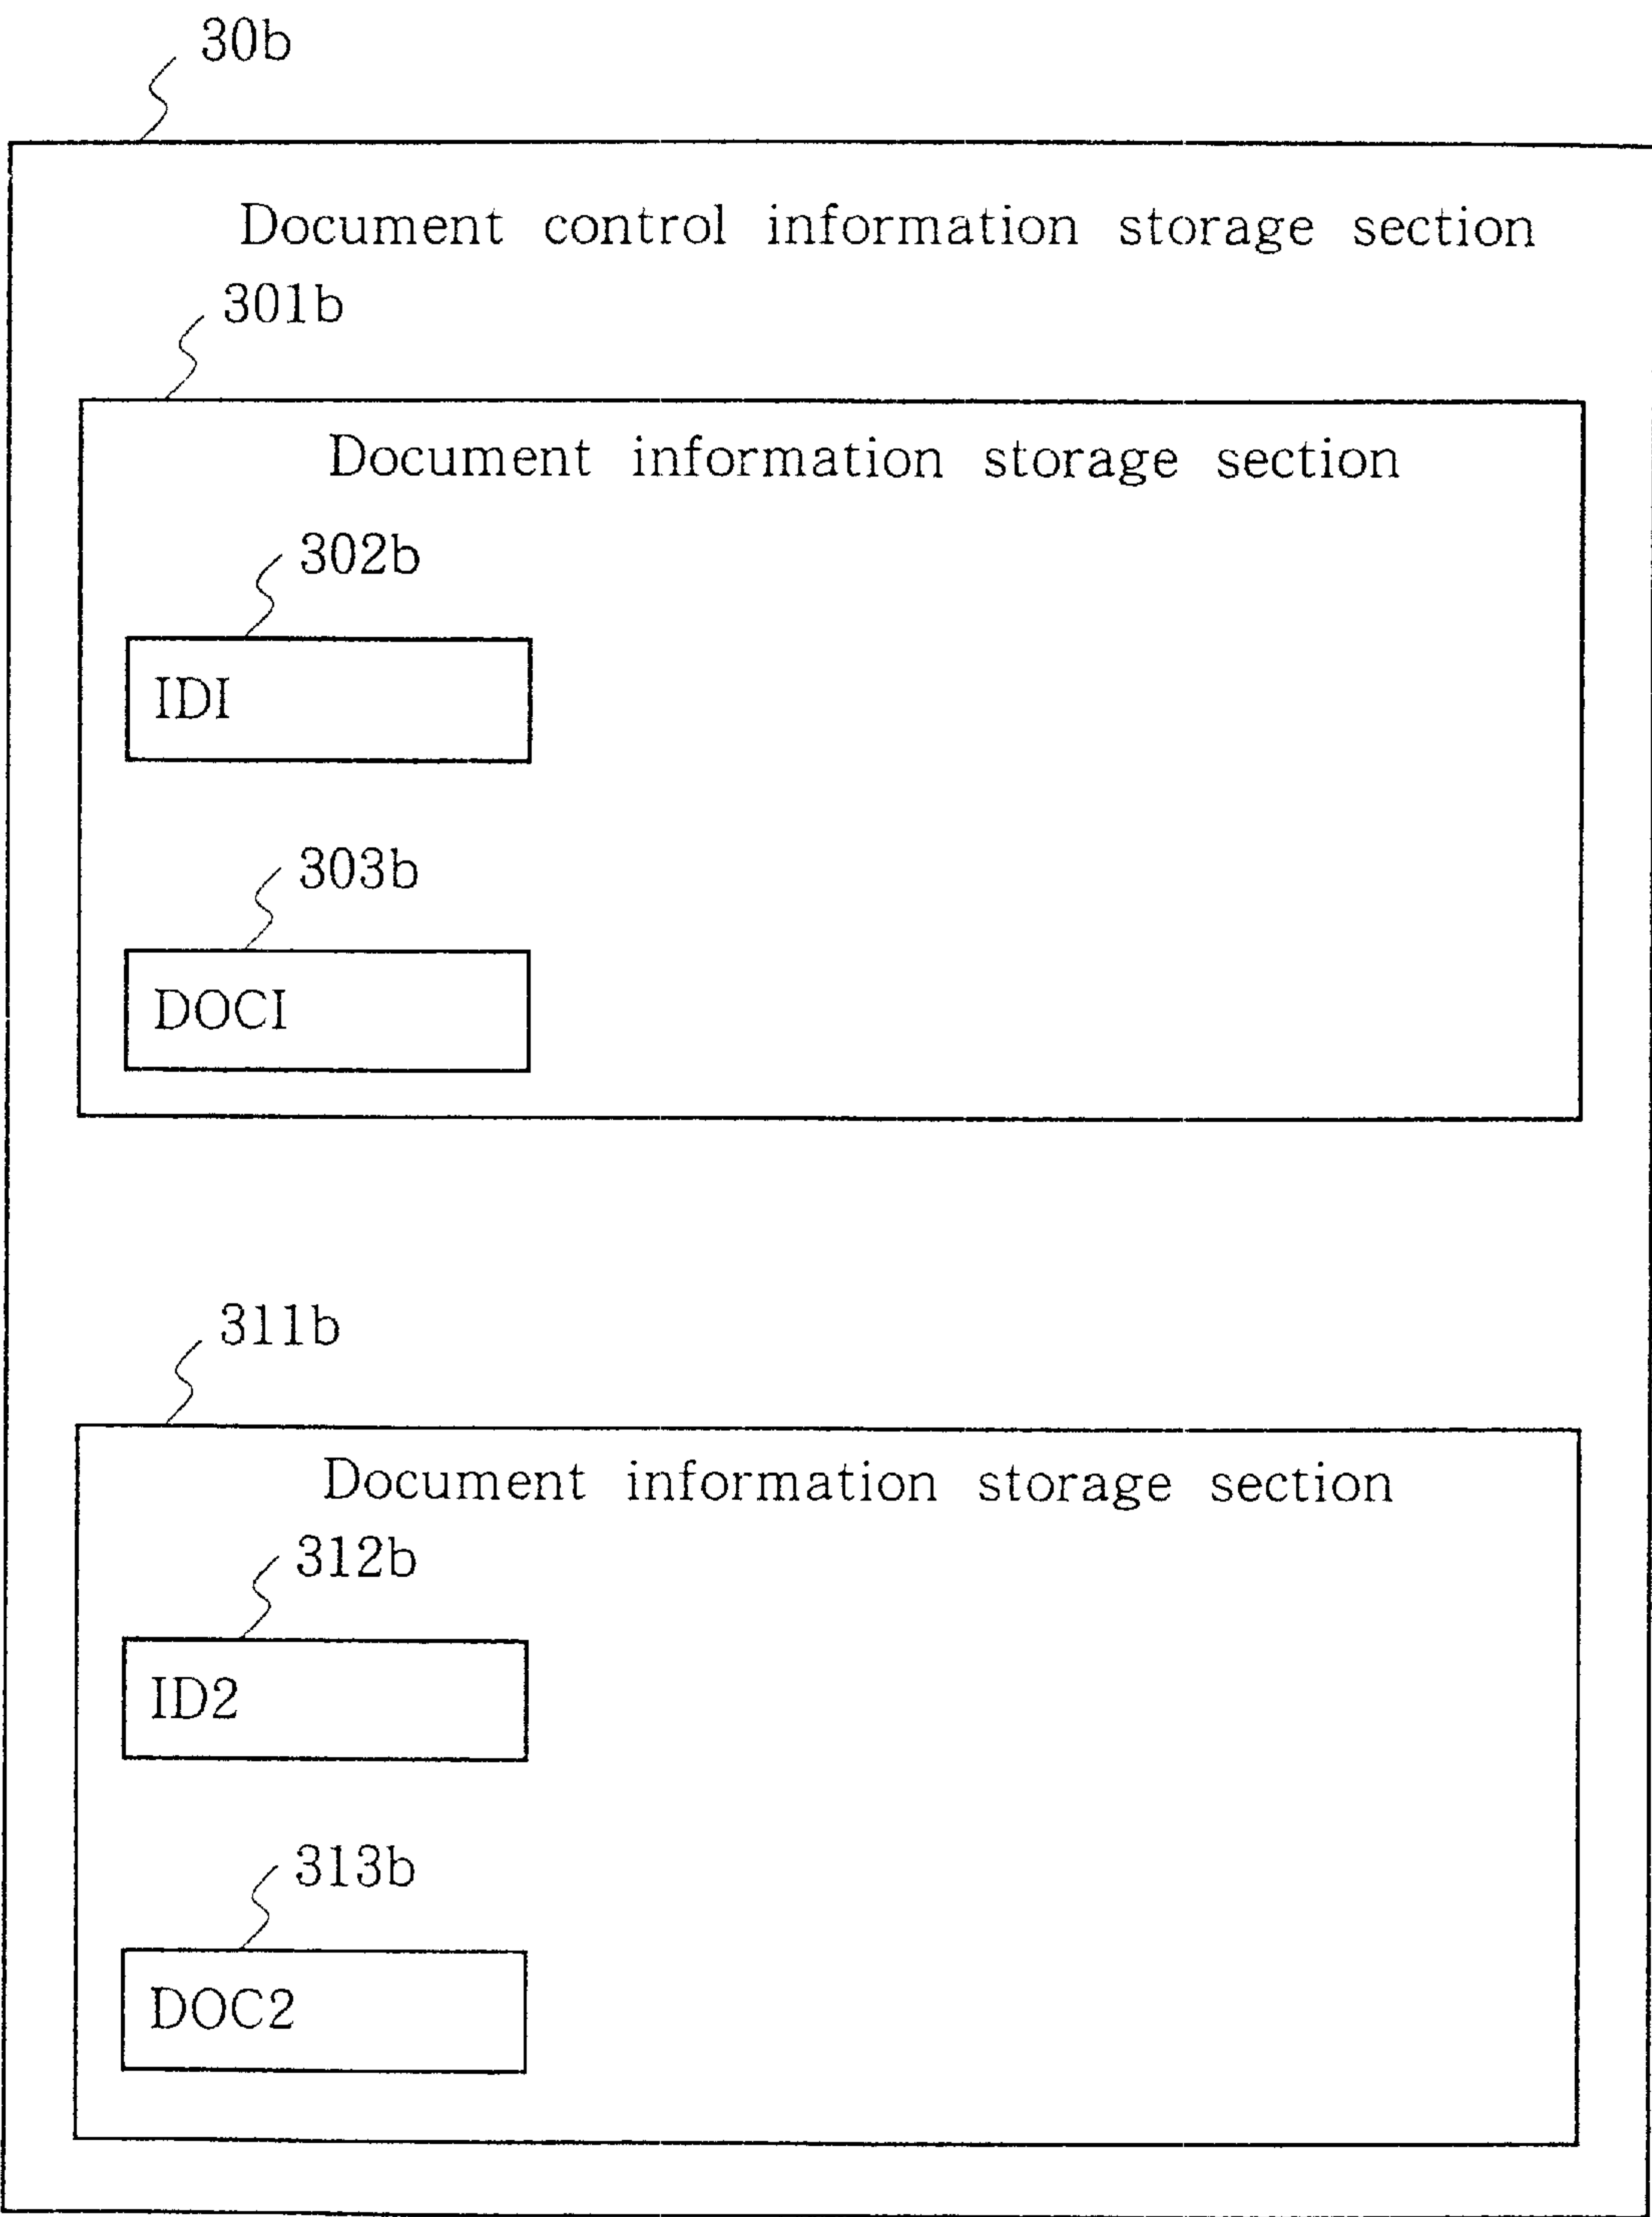 30b
Document control information storage section
301b
Document information storage section
302b
IDI
303b
DOCI
311b
Document information storage section
312b
ID2
313b
DOC2